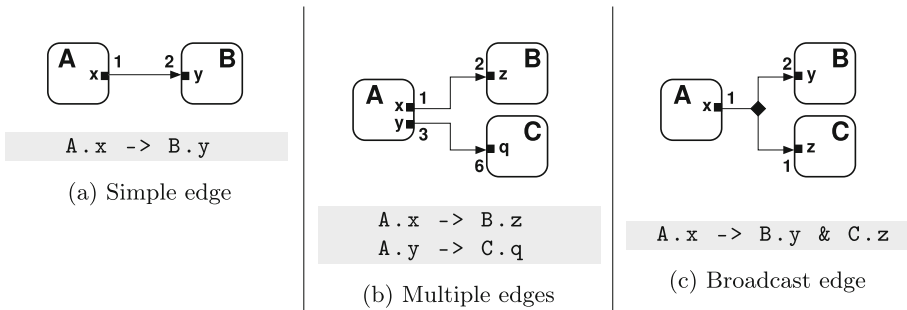 A
1
2
B
x
y
A.x -> B.y
(a) Simple edge
A
x
1
y
3
2
B
z
C
q
6
A.x -> B.z
A.y -> C.q
(b) Multiple edges
A
x
1
2
B
y
C
z
1
A.x -> B.y & C.z
(c) Broadcast edge